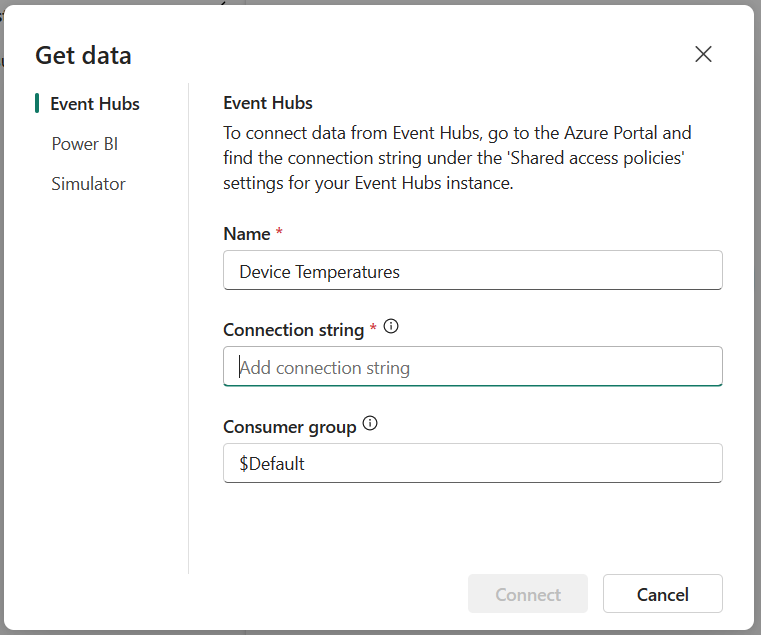 Get data
Event Hubs
Power BI
Simulator
Event Hubs
To connect data from Event Hubs, go to the Azure Portal and
find the connection string under the 'Shared access policies'
settings for your Event Hubs instance.
Name *
Device Temperatures
Connection string *
Add connection string
Consumer group
$Default
Connect
Cancel